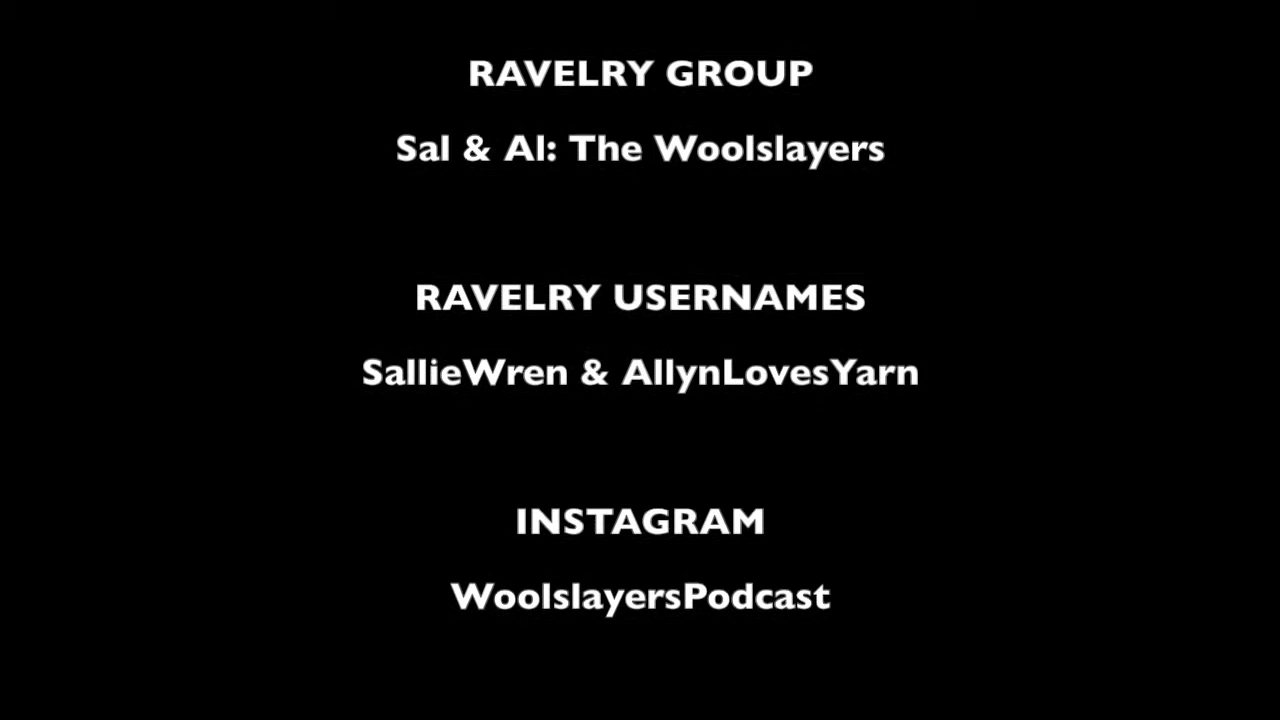 RAVELRY GROUP
Sal & Al: The Woolslayers
RAVELRY USERNAMES
SallieWren & AllynLovesYarn
INSTAGRAM
WoolslayersPodcast